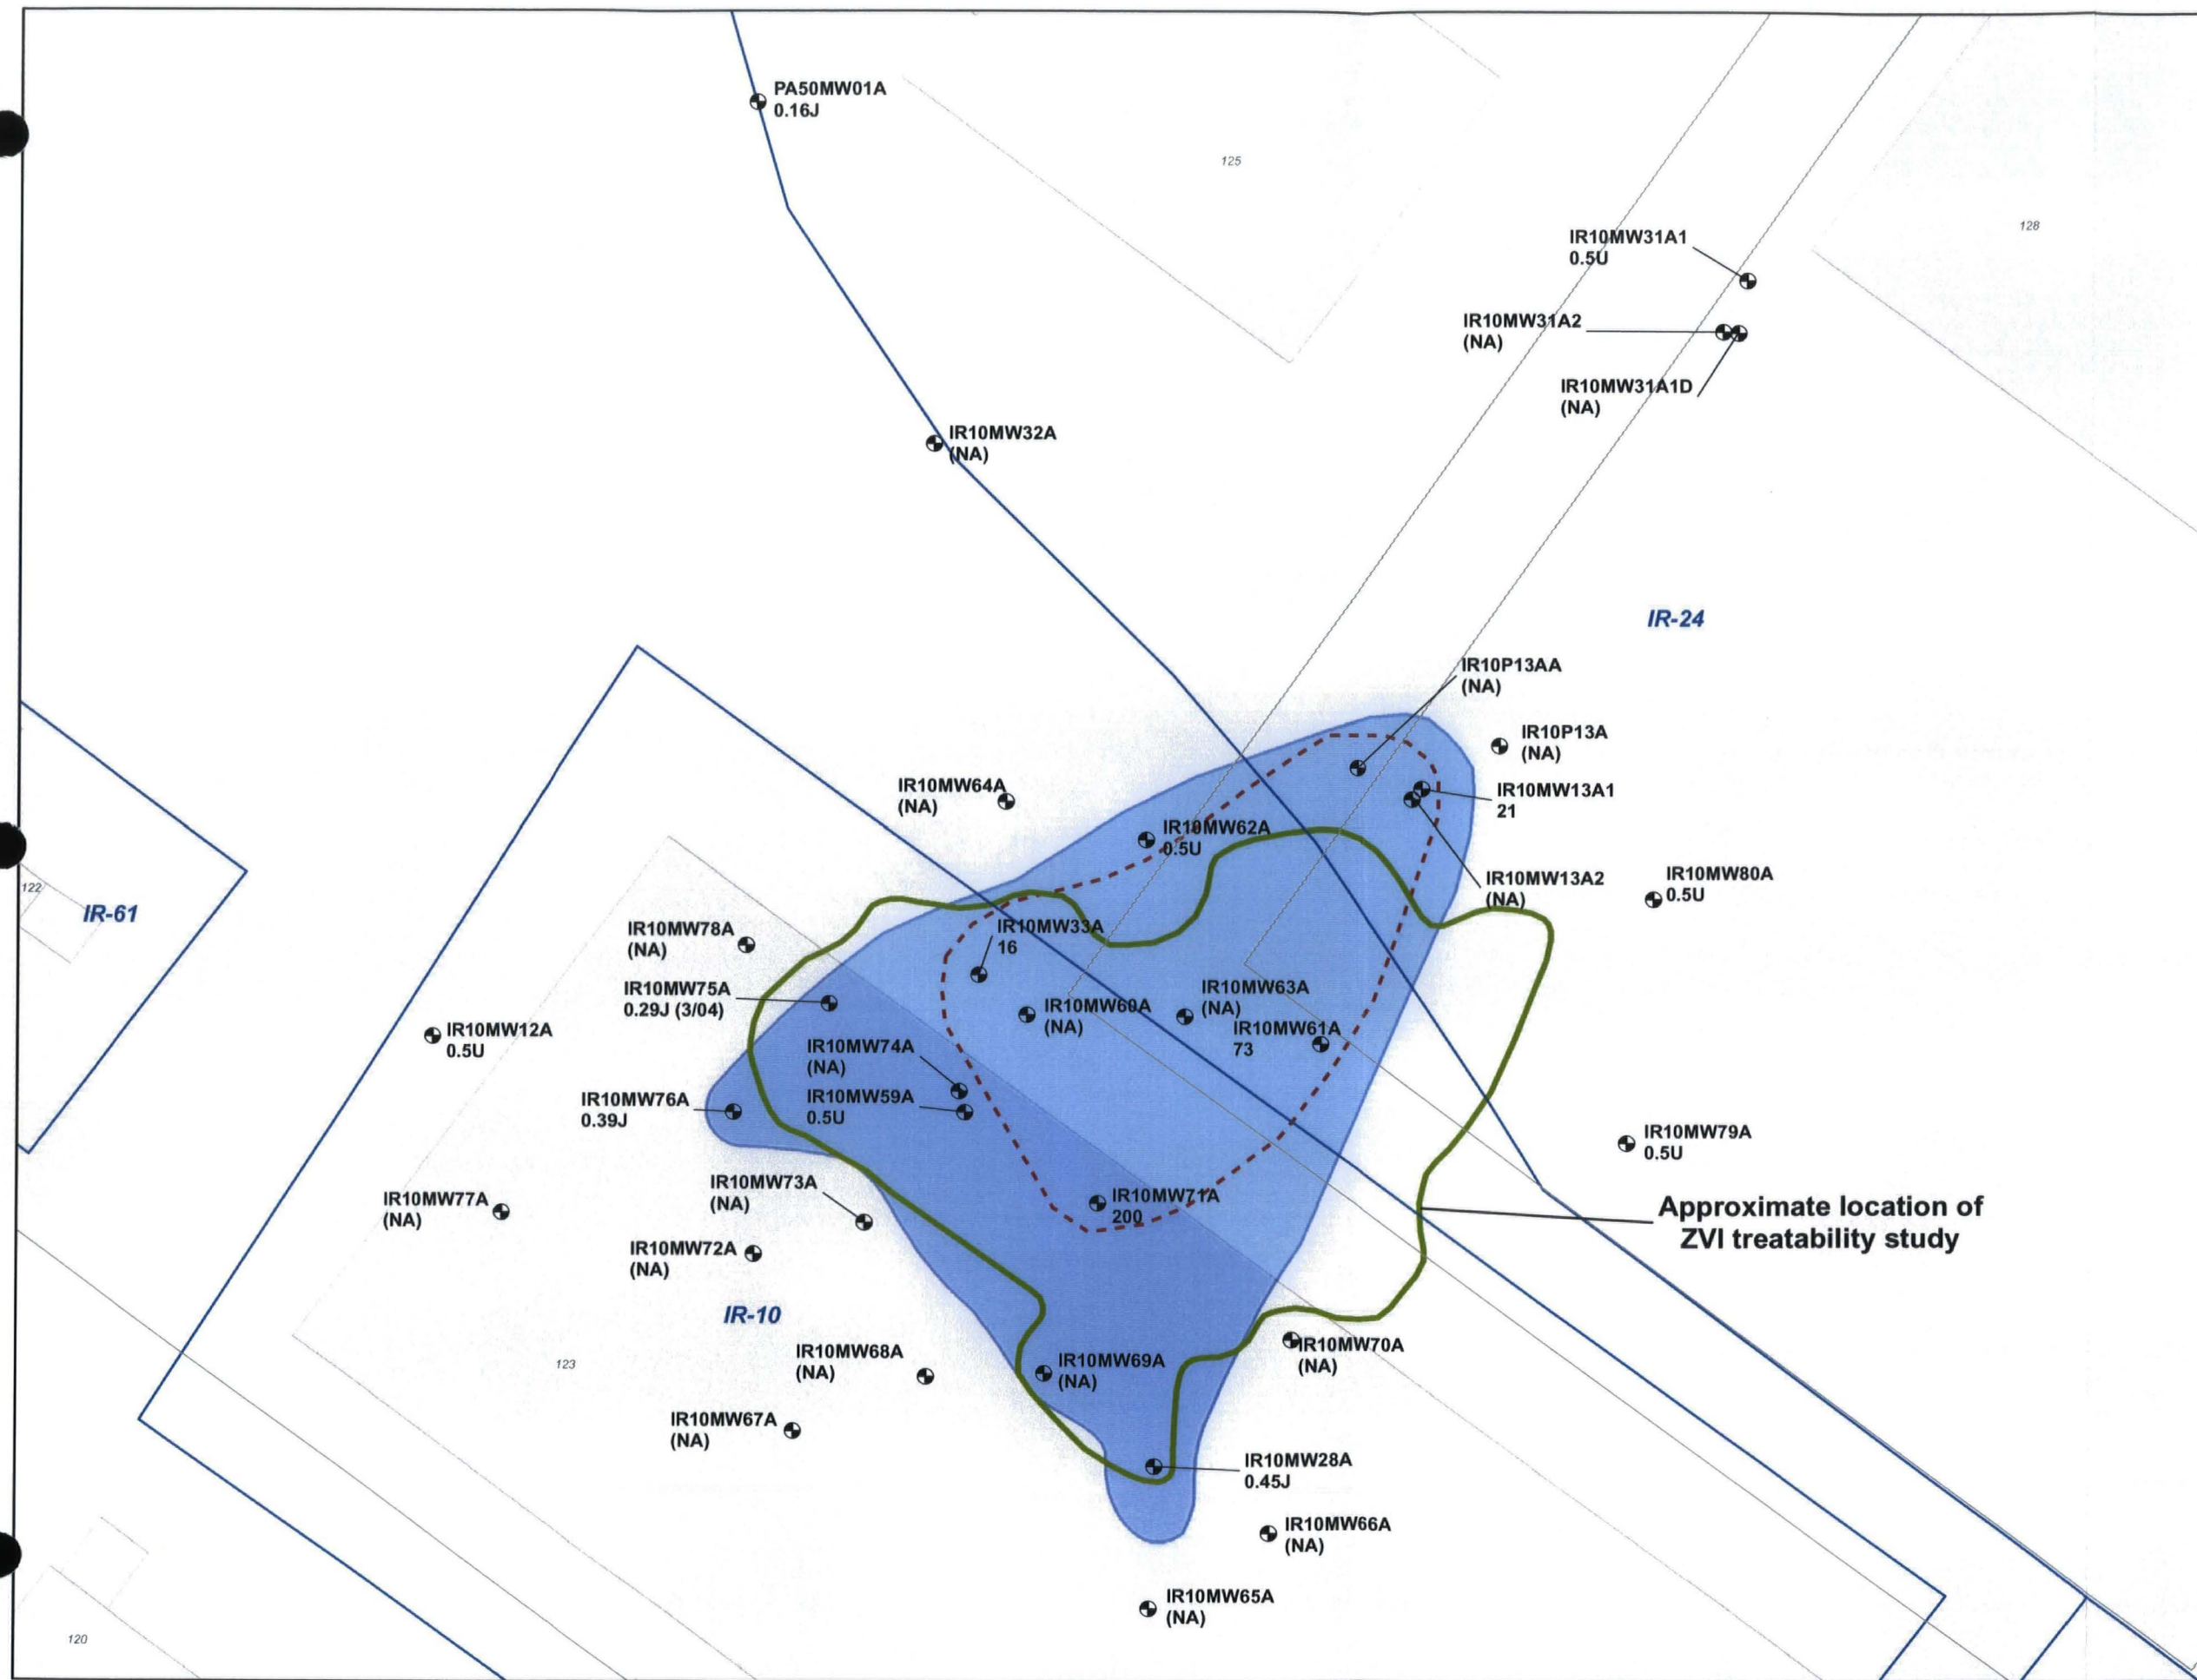 PA50MW01A
0.16J
125
128
IR10MW31A1
0.5U
IR10MW31A2
(NA)
IR10MW31A1D
(NA)
IR10MW32A
(NA)
IR-24
IR10P13AA
(NA)
IR10P13A
(NA)
IR10MW64A
(NA)
IR10MW13A1
21
IR10MW62A
0.5U
IR10MW13A2
(NA)
IR10MW80A
0.5U
122
IR-61
IR10MW33A
16
IR10MW78A
(NA)
IR10MW75A
0.29J (3/04)
IR10MW63A
(NA)
IR10MW60A
(NA)
IR10MW61A
73
IR10MW12A
0.5U
IR10MW74A
(NA)
IR10MW76A
0.39J
IR10MW59A
0.5U
IR10MW79A
0.5U
IR10MW73A
(NA)
IR10MW77A
(NA)
IR10MW71A
200
Approximate location of
ZVI treatability study
IR10MW72A
(NA)
IR-10
IR10MW70A
(NA)
123
IR10MW68A
(NA)
IR10MW69A
(NA)
IR10MW67A
(NA)
IR10MW28A
0.45J
IR10MW66A
(NA)
IR10MW65A
(NA)
120